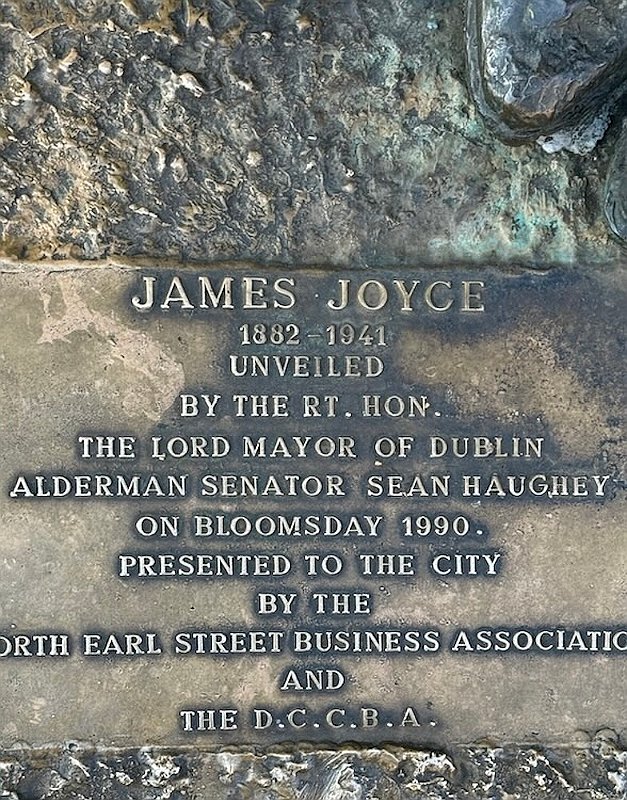 JAMES JOYCE
1882-1941
UNVEILED
BY THE RT. HON.
THE LORD MAYOR OF DUBLIN
ALDERMAN SENATOR SEAN HAUGHEY
ON BLOOMSDAY 1990.
PRESENTED TO THE CITY
BY THE
ORTH EARL STREET BUSINESS ASSOCIATIO
AND
THE D.C.C.B.A.